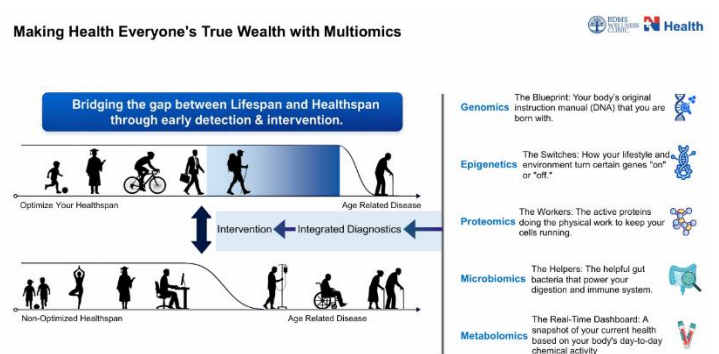 Making Health Everyone's True Wealth with Multiomics
BDMS
WELLNESS
CLINIC
N Health
Bridging the gap between Lifespan and Healthspan
through early detection & intervention.
Optimize Your Healthspan
Age Related Disease
Intervention
Integrated Diagnostics
Non-Optimized Healthspan
Age Related Disease
Genomics
The Blueprint: Your body's original
instruction manual (DNA) that you are
born with.
Epigenetics
The Switches: How your lifestyle and
environment turn certain genes "on"
or "off."
Proteomics
The Workers: The active proteins
doing the physical work to keep your
cells running.
Microbiomics
The Helpers: The helpful gut
bacteria that power your
digestion and immune system.
Metabolomics
The Real-Time Dashboard: A
snapshot of your current health
based on your body's day-to-day
chemical activity